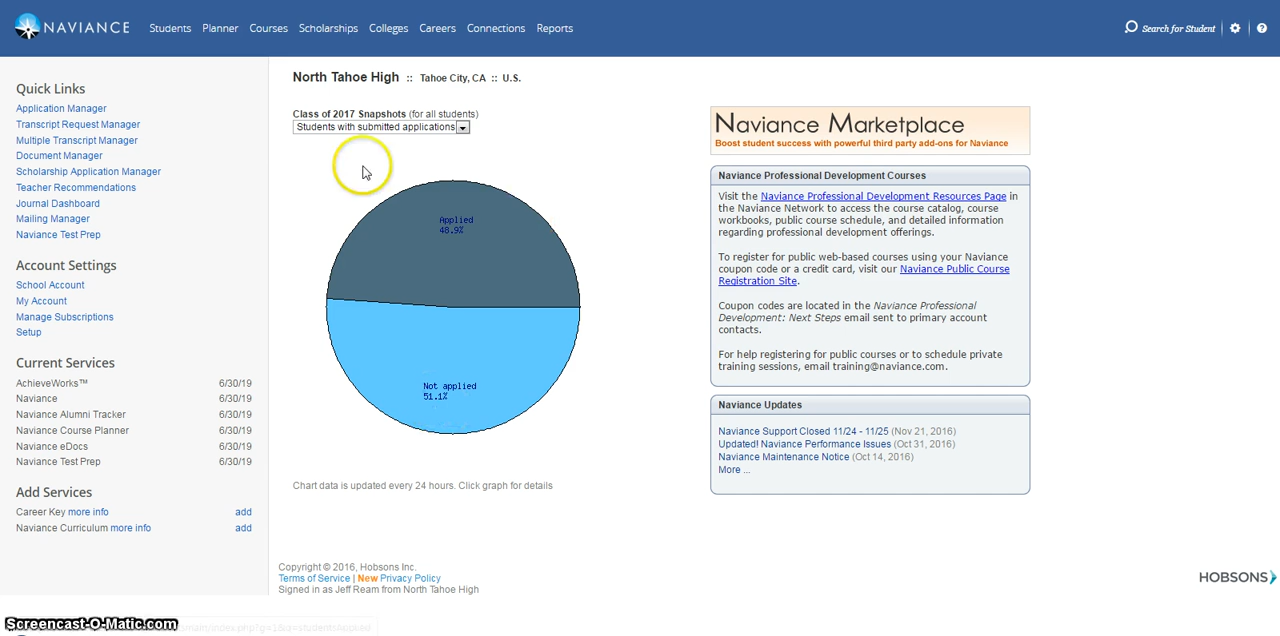 NAVIANCE
Students Planner Courses Scholarships Colleges Careers Connections Reports
Search for Student
Quick Links
Application Manager
Transcript Request Manager
Multiple Transcript Manager
Document Manager
Scholarship Application Manager
Teacher Recommendations
Journal Dashboard
Mailing Manager
Naviance Test Prep
Account Settings
School Account
My Account
Manage Subscriptions
Setup
Current Services
AchieveWorks™ 6/30/19
Naviance 6/30/19
Naviance Alumni Tracker 6/30/19
Naviance Course Planner 6/30/19
Naviance eDocs 6/30/19
Naviance Test Prep 6/30/19
Add Services
Career Key more info add
Naviance Curriculum more info add
North Tahoe High :: Tahoe City, CA :: U.S.
Class of 2017 Snapshots (for all students)
Students with submitted applications
Applied
48.9%
Not applied
51.1%
Chart data is updated every 24 hours. Click graph for details
Naviance Marketplace
Boost student success with powerful third party add-ons for Naviance
Naviance Professional Development Courses
Visit the Naviance Professional Development Resources Page in
the Naviance Network to access the course catalog, course
workbooks, public course schedule, and detailed information
regarding professional development offerings.
To register for public web-based courses using your Naviance
coupon code or a credit card, visit our Naviance Public Course
Registration Site.
Coupon codes are located in the Naviance Professional
Development: Next Steps email sent to primary account
contacts.
For help registering for public courses or to schedule private
training sessions, email training@naviance.com.
Naviance Updates
Naviance Support Closed 11/24 - 11/25 (Nov 21, 2016)
Updated! Naviance Performance Issues (Oct 31, 2016)
Naviance Maintenance Notice (Oct 14, 2016)
More ...
Copyright © 2016, Hobsons Inc.
Terms of Service | New Privacy Policy
Signed in as Jeff Ream from North Tahoe High
HOBSONS
Screencast-O-Matic.com